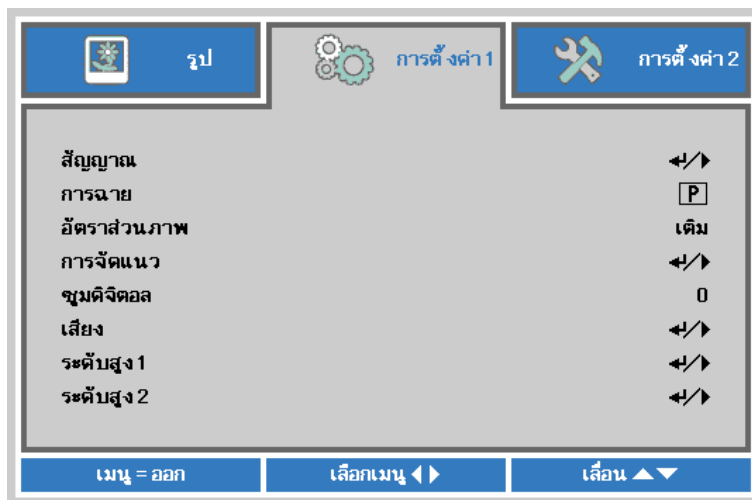 รูป
การตั้งค่า 1
การตั้งค่า 2
สัญญาณ
การฉาย P
อัตราส่วนภาพ เติม
การจัดแนว
ซูมดิจิตอล 0
เสียง
ระดับสูง 1
ระดับสูง 2
เมนู = ออก
เลือกเมนู
เลื่อน